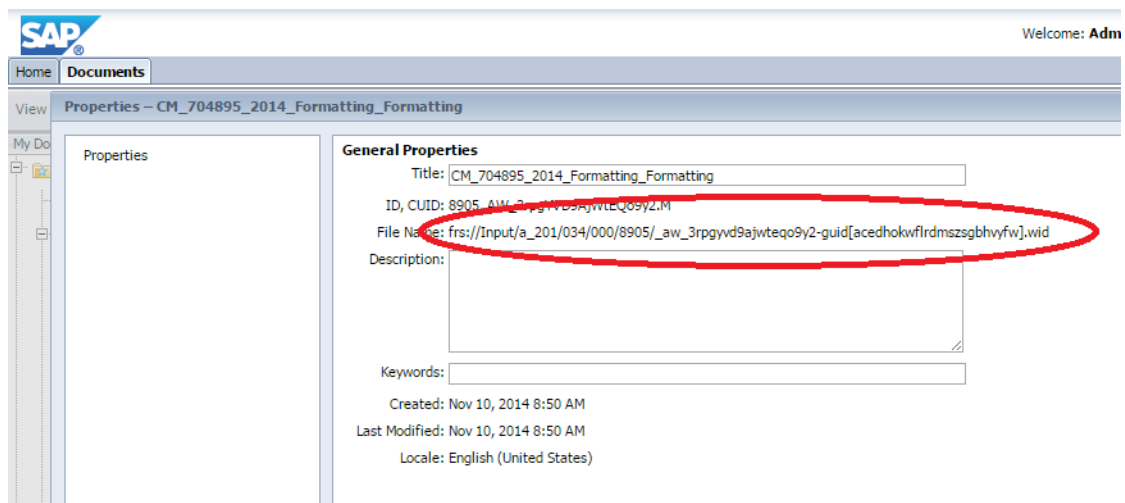 SAP®
Welcome: Adm
Home Documents
View
Properties – CM_704895_2014_Formatting_Formatting
My Do
Properties
General Properties
Title: CM_704895_2014_Formatting_Formatting
ID, CUID: 8905, AW_3rpgYVD9AjWtEQo9y2.M
File Name: frs://Input/a_201/034/000/8905/_aw_3rpgyvd9ajwteqo9y2-guid[acedhokwflrdmszsgbhvyfw].wid
Description:
Keywords:
Created: Nov 10, 2014 8:50 AM
Last Modified: Nov 10, 2014 8:50 AM
Locale: English (United States)